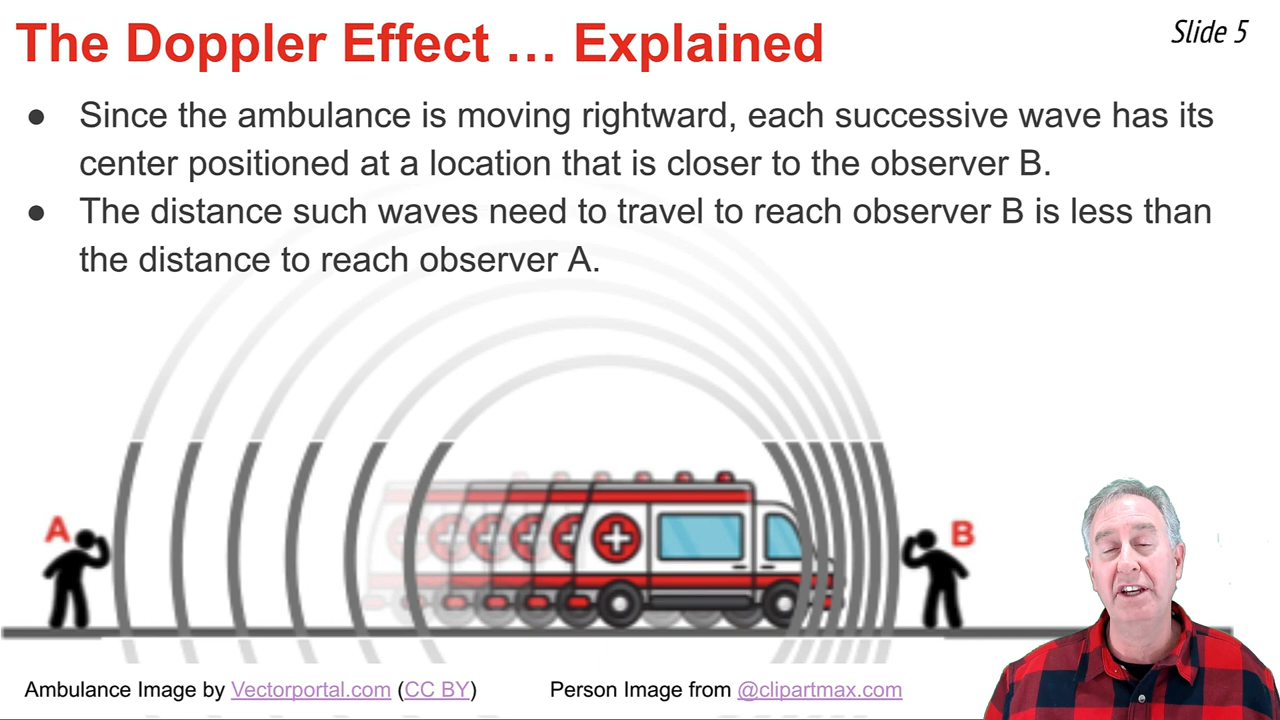 The Doppler Effect … Explained
Slide 5
● Since the ambulance is moving rightward, each successive wave has its
center positioned at a location that is closer to the observer B.
● The distance such waves need to travel to reach observer B is less than
the distance to reach observer A.
A
B
Ambulance Image by Vectorportal.com (CC BY)
Person Image from @clipartmax.com